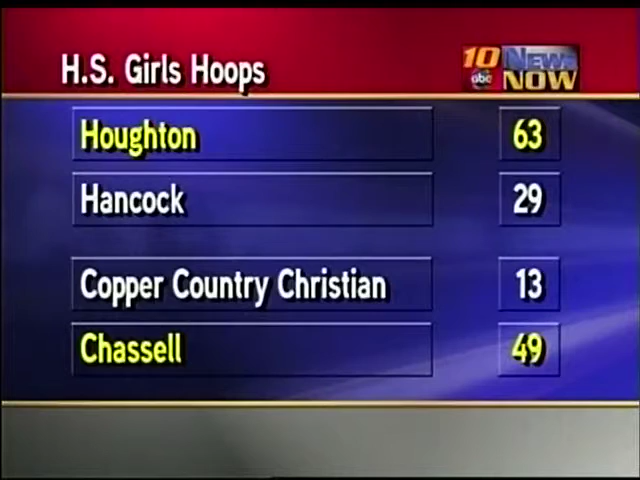 H.S. Girls Hoops
10 NEWS
abc NOW
Houghton 63
Hancock 29
Copper Country Christian 13
Chassell 49